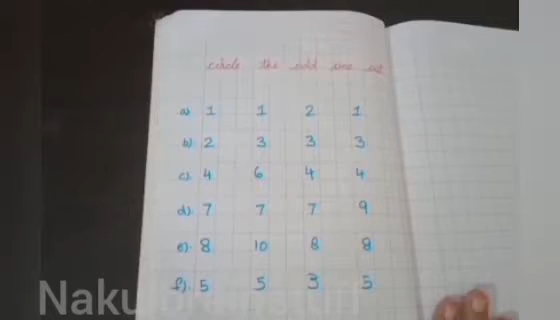 circle the odd one out
a) 1 1 2 1
b) 2 3 3 3
c). 4 6 4 4
d). 7 7 7 9
e). 8 10 8 8
f). 5 5 3 5